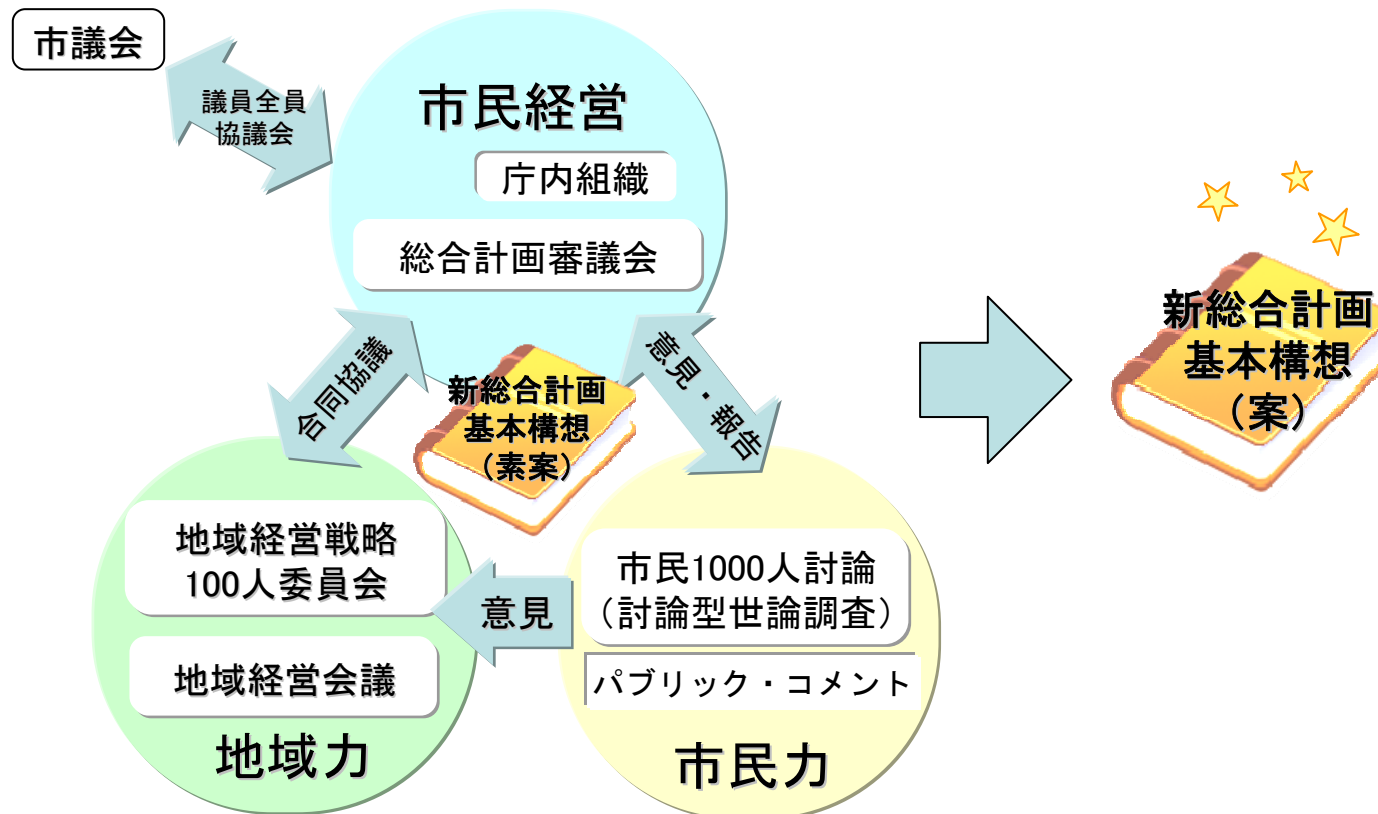 市議会
議員全員
協議会
市民経営
庁内組織
総合計画審議会
合同協議
意見・報告
新総合計画
基本構想
（素案）
地域経営戦略
100人委員会
地域経営会議
地域力
意見
市民1000人討論
（討論型世論調査）
パブリック・コメント
市民力
新総合計画
基本構想
（案）